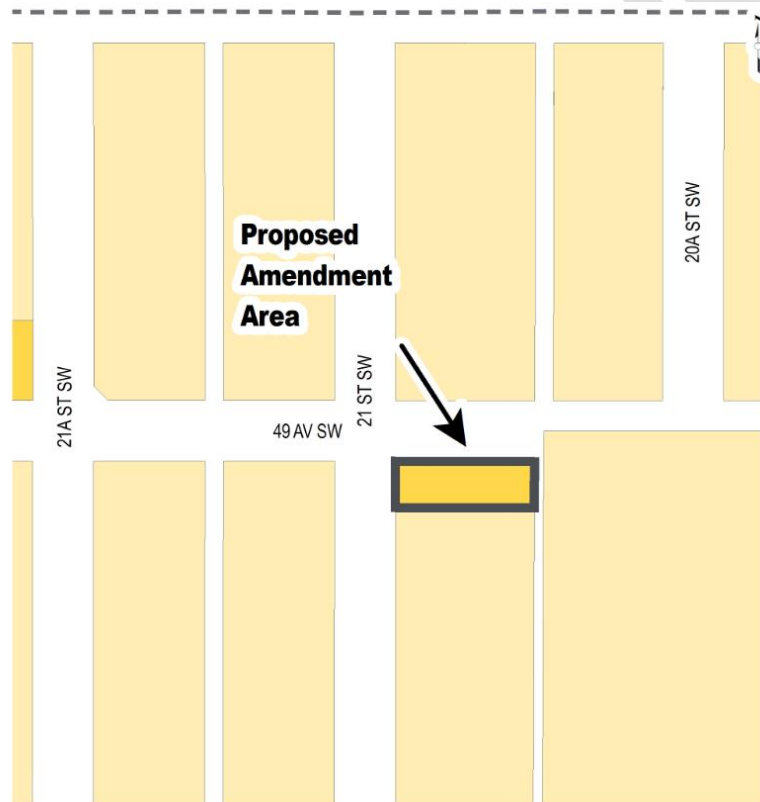 Proposed
Amendment
Area
20A ST SW
21A ST SW
21 ST SW
49 AV SW